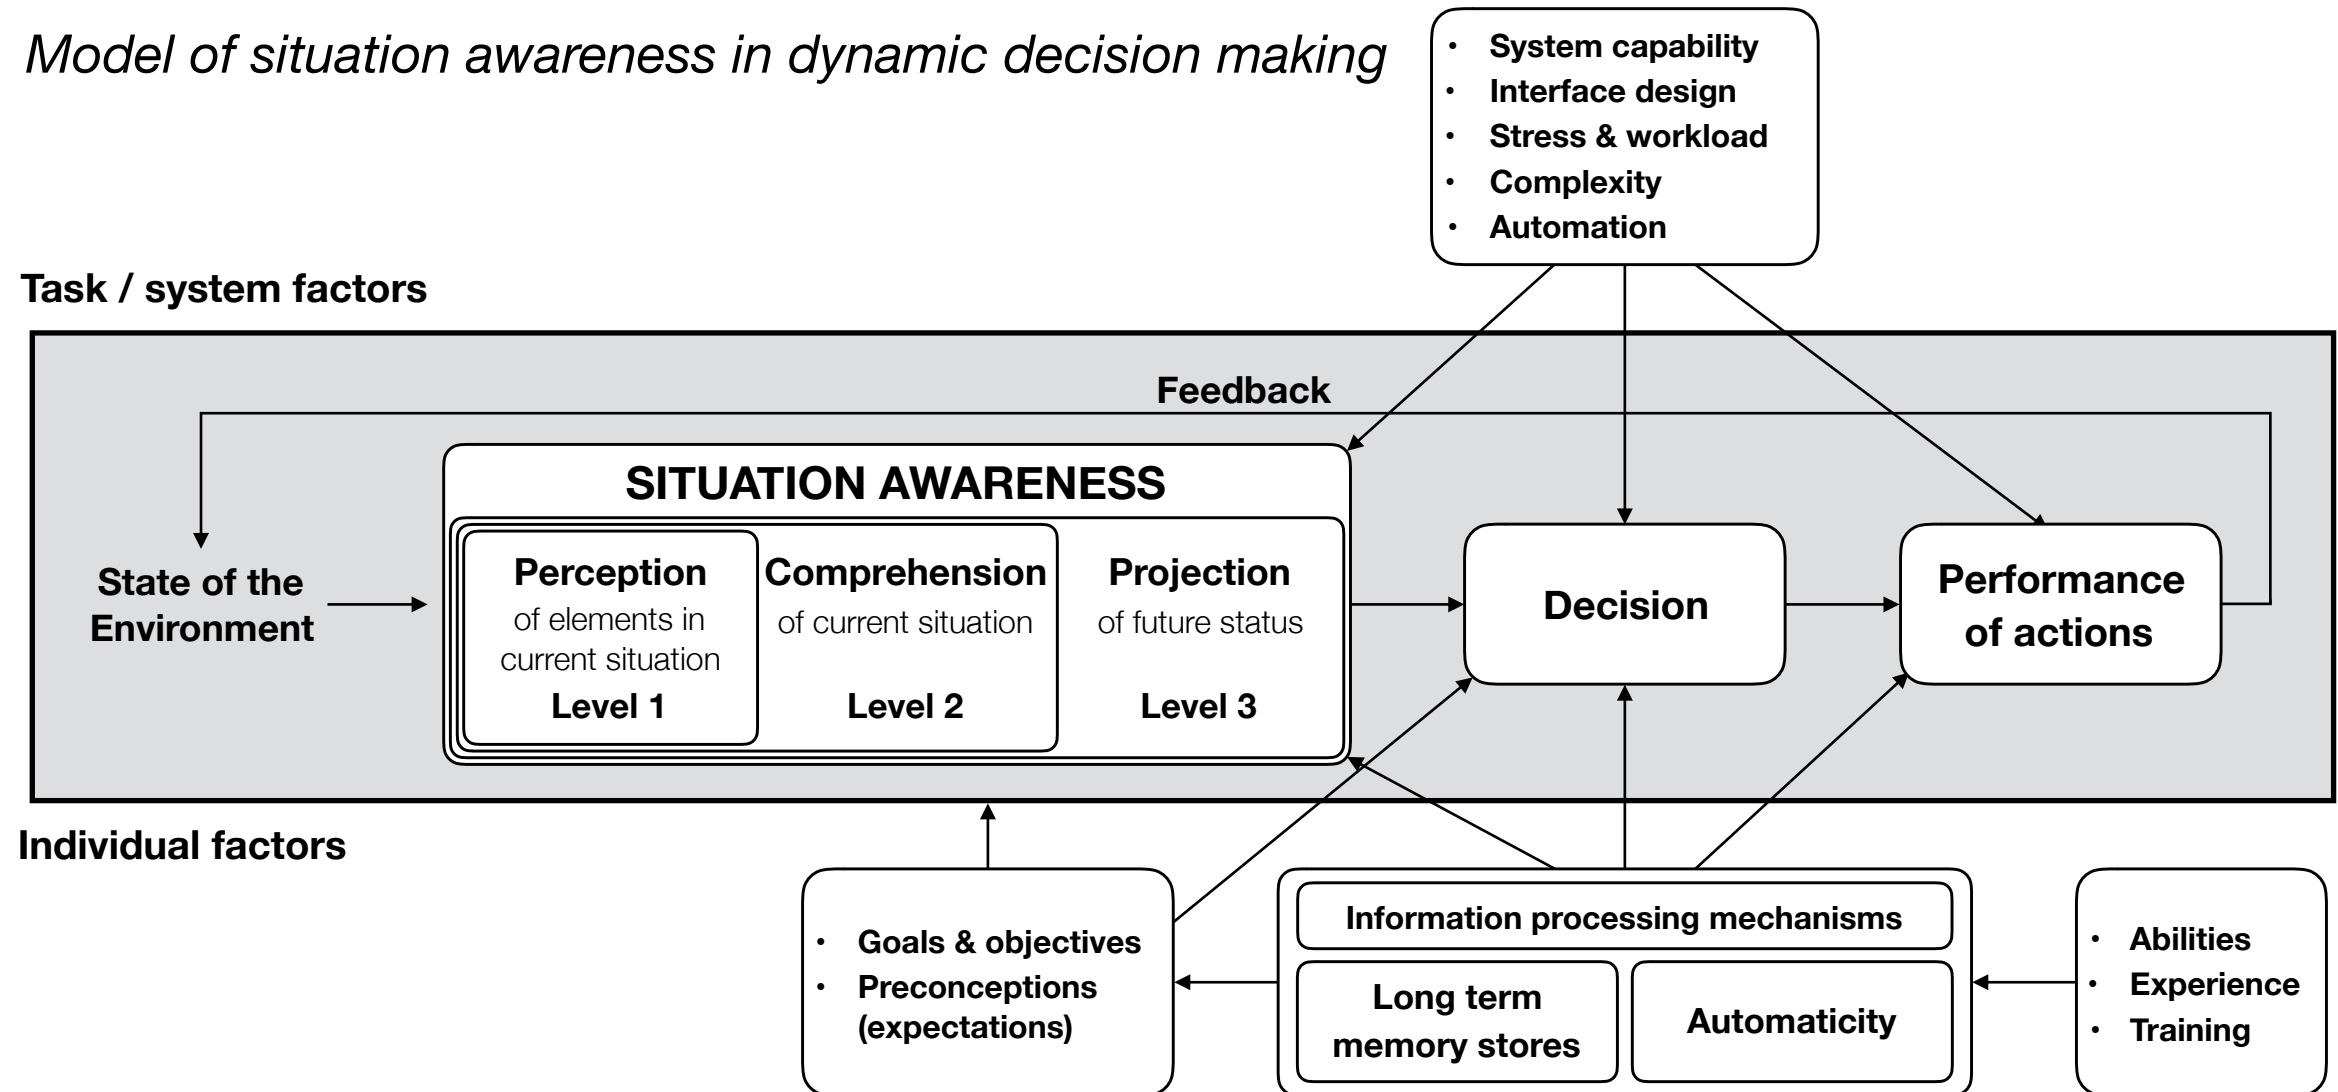 Model of situation awareness in dynamic decision making
• System capability
• Interface design
• Stress & workload
• Complexity
• Automation
Task / system factors
Feedback
SITUATION AWARENESS
State of the
Environment
Perception
of elements in
current situation
Level 1
Comprehension
of current situation
Level 2
Projection
of future status
Level 3
Decision
Performance
of actions
Individual factors
• Goals & objectives
• Preconceptions
(expectations)
Information processing mechanisms
Long term
memory stores
Automaticity
• Abilities
• Experience
• Training